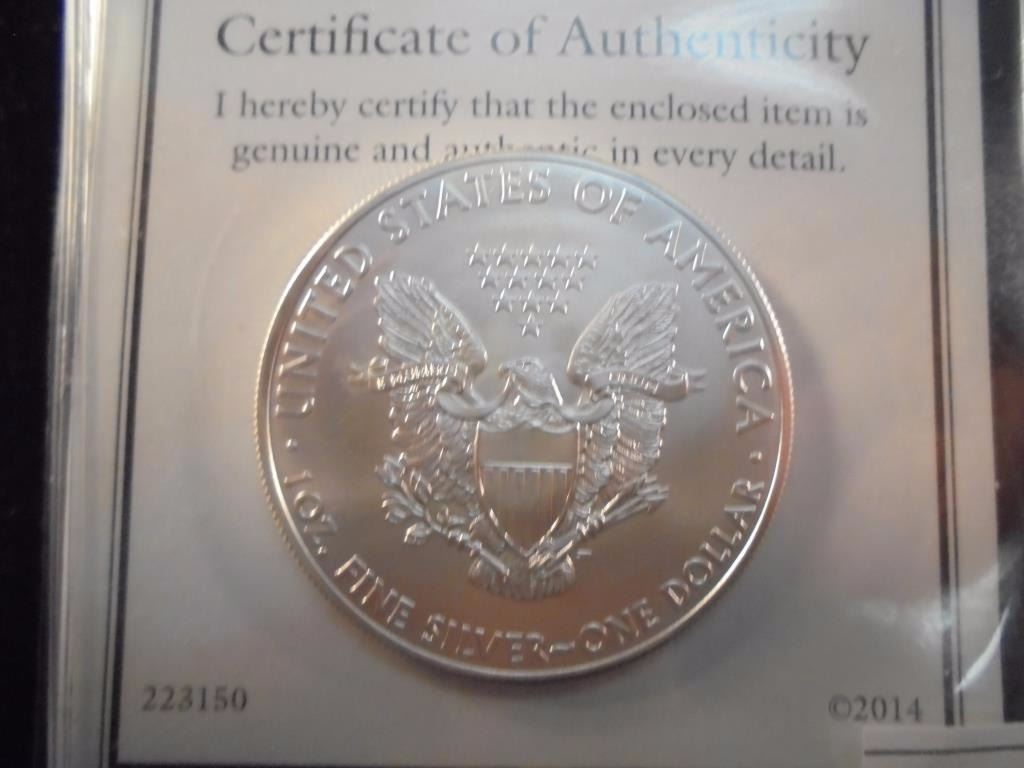 Certificate of Authenticity
I hereby certify that the enclosed item is
genuine and authentic in every detail.
UNITED STATES OF AMERICA
· 1 OZ. FINE SILVER~ONE DOLLAR ·
223150
©2014